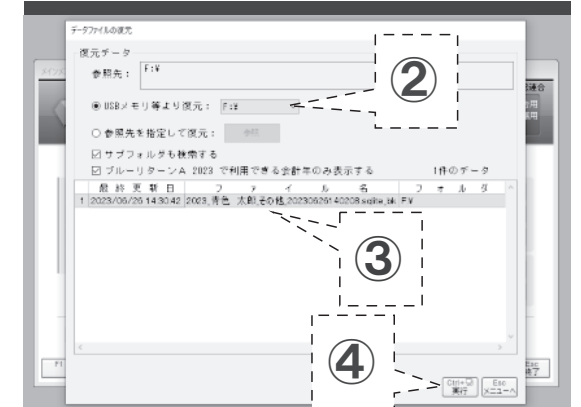 データファイルの復元
復元データ
参照先： F:¥
②
USBメモリ等より復元： F:¥
参照先を指定して復元： 参照
サブフォルダも検索する
ブルーリターンA 2023 で利用できる会計年のみ表示する 1件のデータ
最終更新日 ファイル名 フォルダ
1 2023/06/26 14:30:42 2023_青色 太郎_その他_20230626140208.sqlite_bk F:¥
③
④
Ctrl+
実行
Esc
メニューへ
F1
Esc
終了